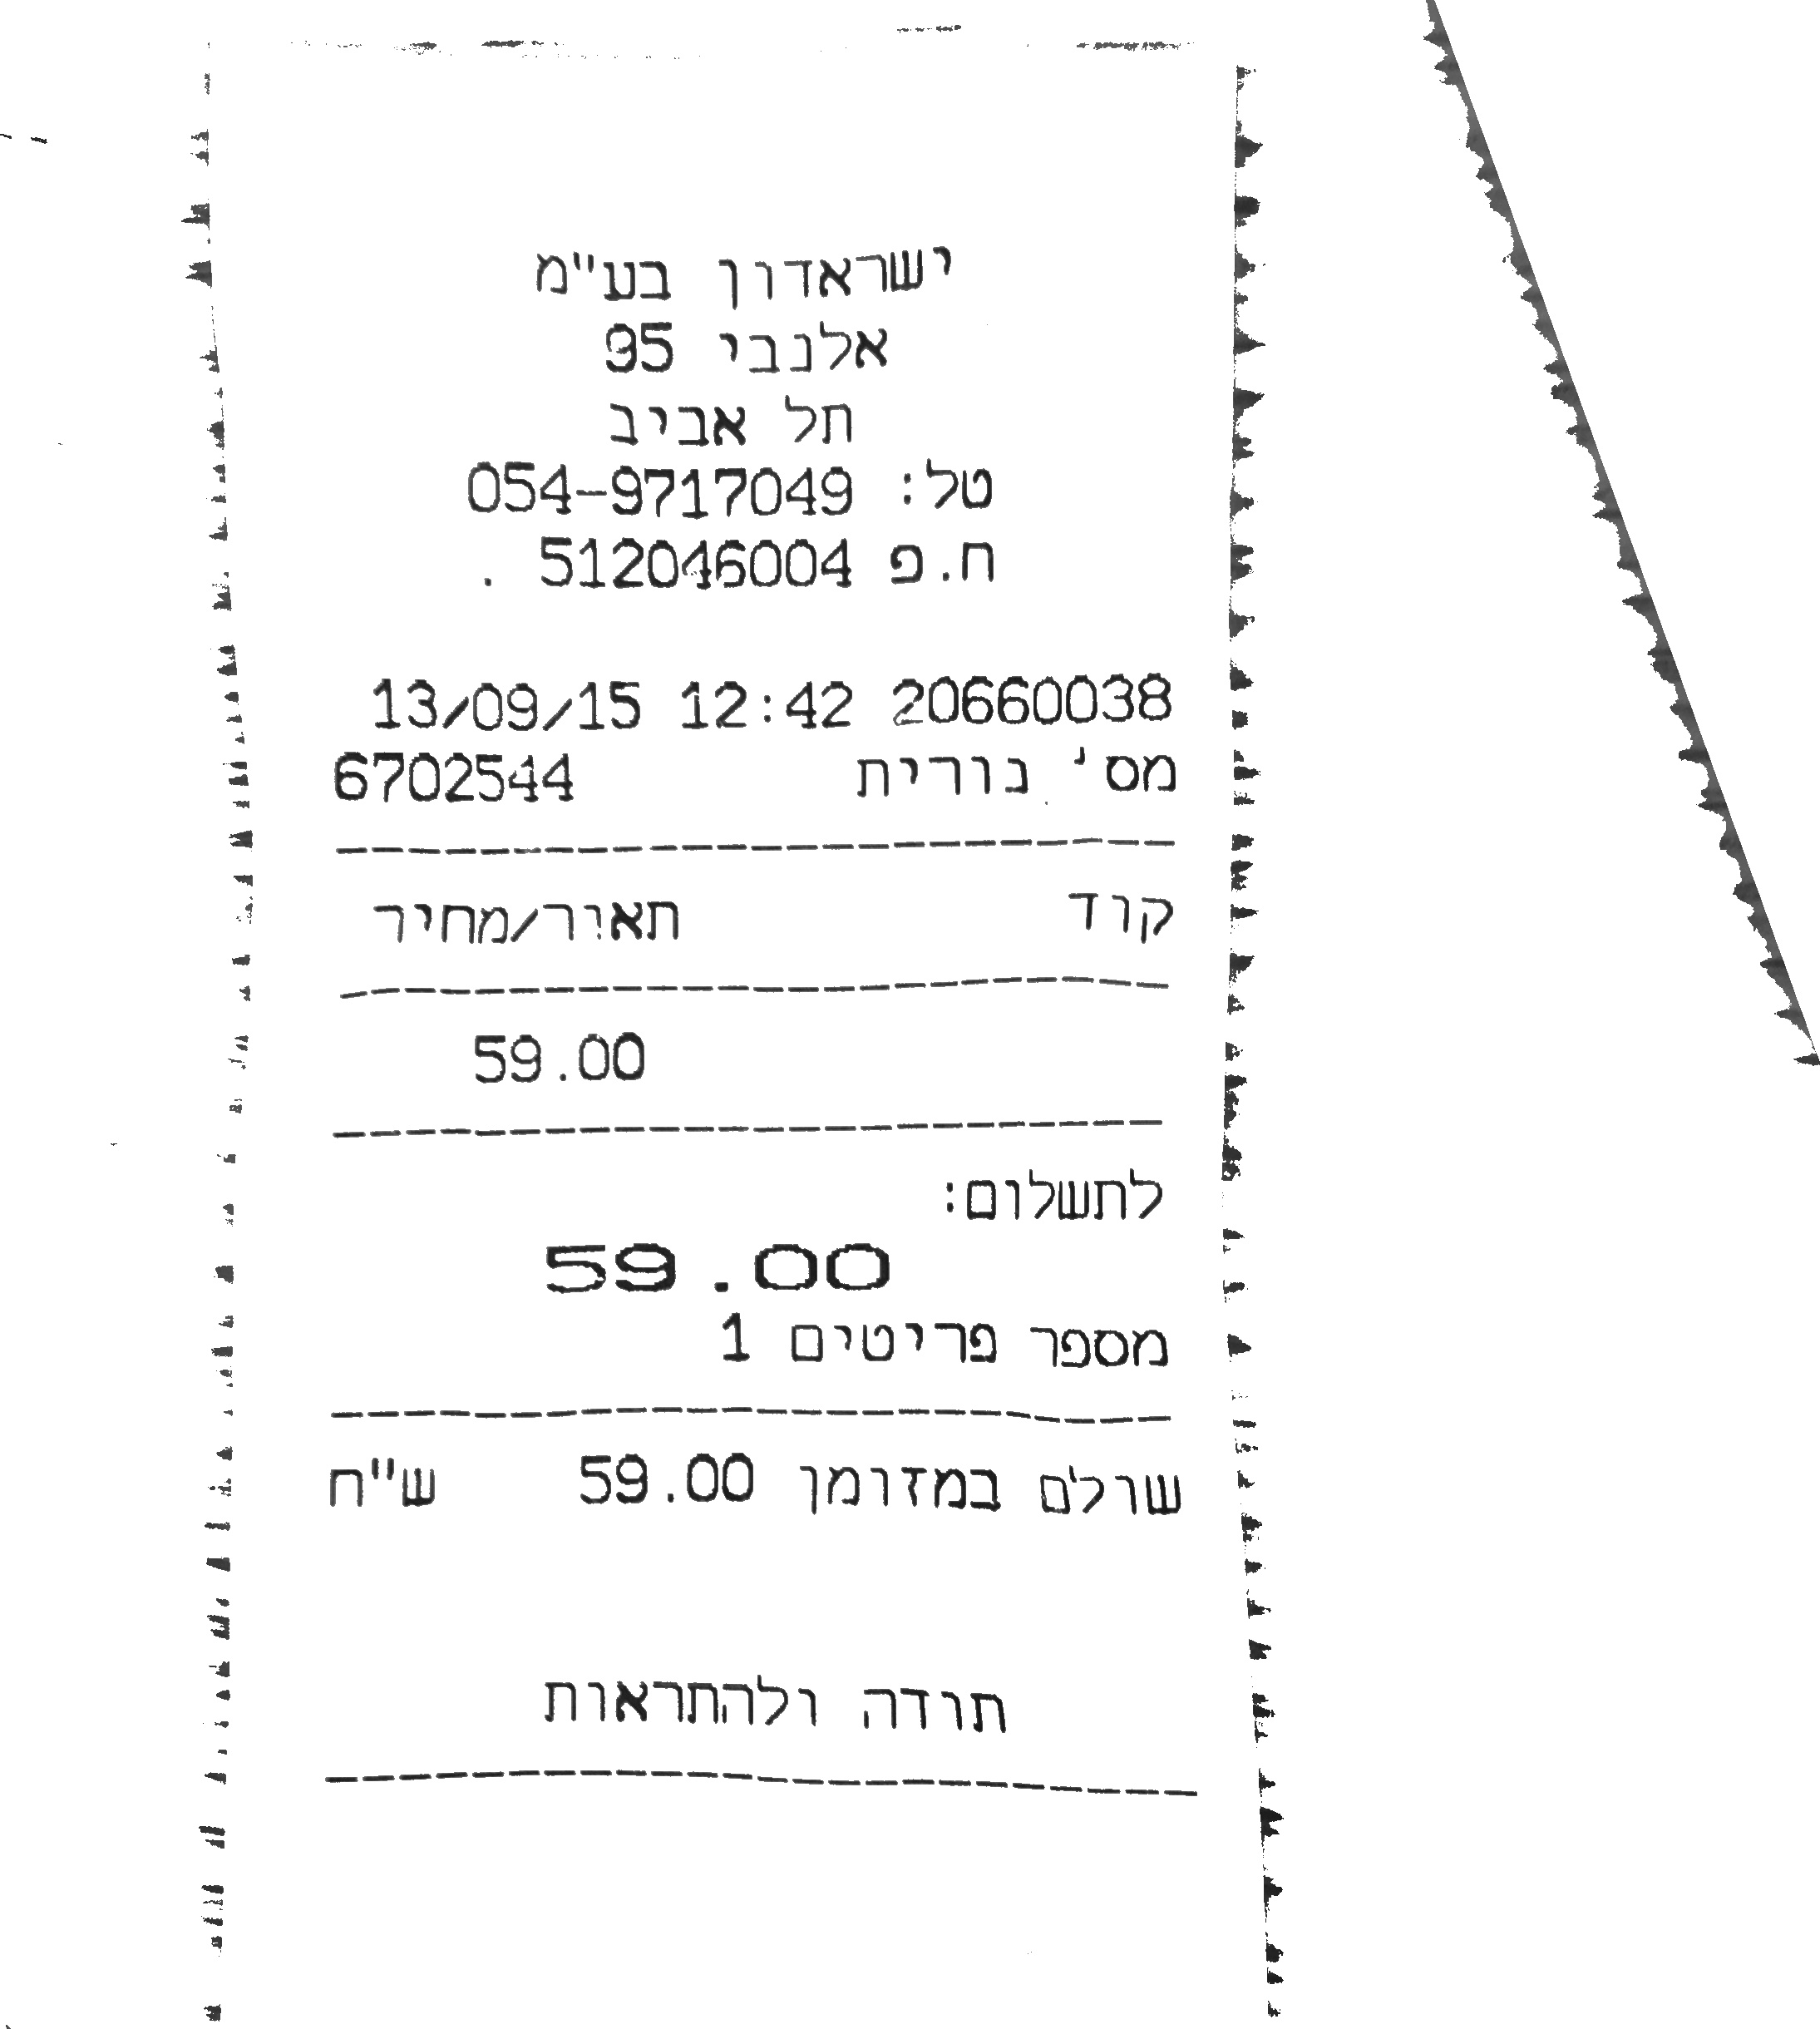 ישראדון בע"מ
אלנבי 95
תל אביב
טל: 054-9717049
ח.פ 512046004 .
13/09/15 12:42 20660038
מס' נורית 6702544
קוד תאור/מחיר
59.00
לתשלום:
59.00
מספר פריטים 1
שולם במזומן 59.00 ש"ח
תודה ולהתראות